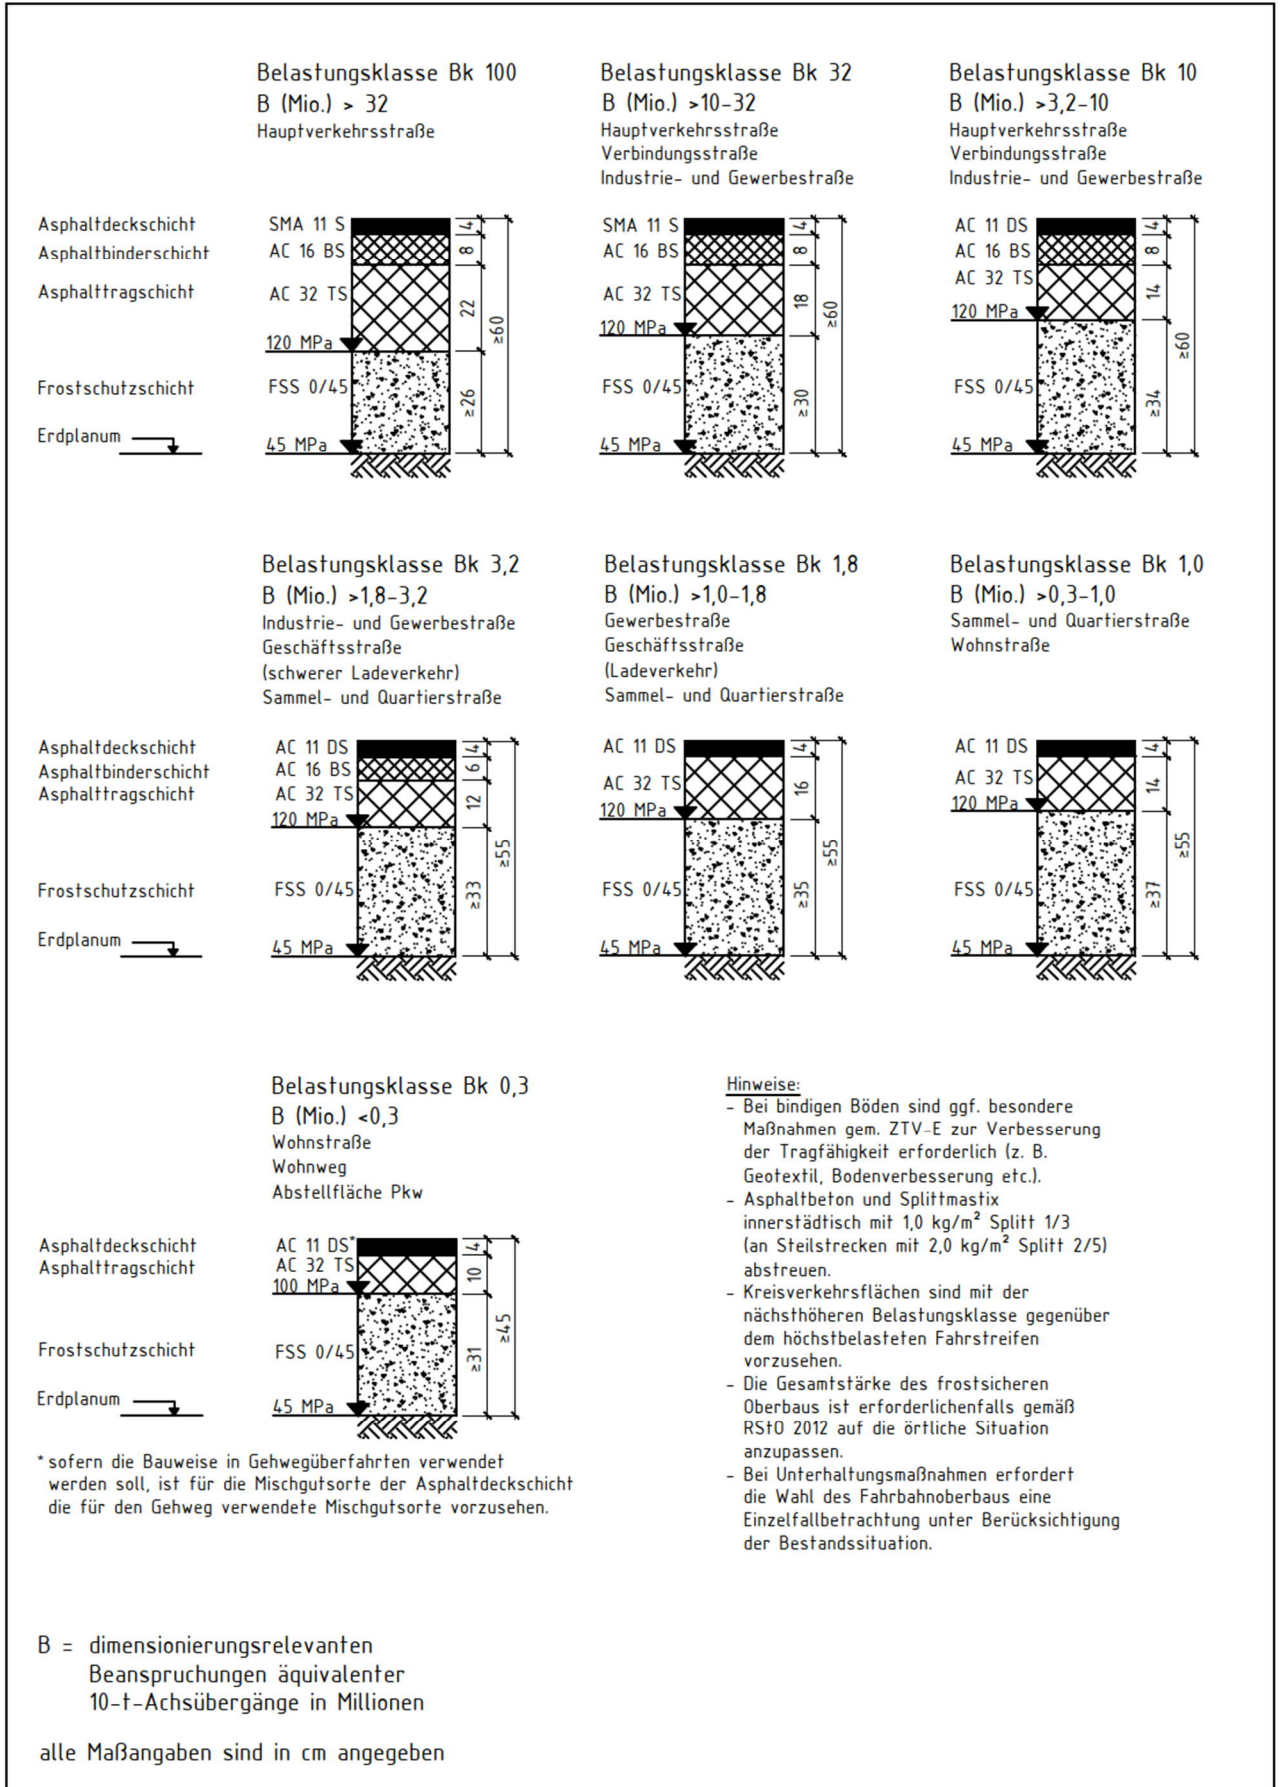 Belastungsklasse Bk 100
B (Mio.) > 32
Hauptverkehrsstraße
Belastungsklasse Bk 32
B (Mio.) >10-32
Hauptverkehrsstraße
Verbindungsstraße
Industrie- und Gewerbestraße
Belastungsklasse Bk 10
B (Mio.) >3,2-10
Hauptverkehrsstraße
Verbindungsstraße
Industrie- und Gewerbestraße
Asphaltdeckschicht
Asphaltbinderschicht
Asphalttragschicht
Frostschutzschicht
Erdplanum
SMA 11 S
AC 16 BS
AC 32 TS
120 MPa
FSS 0/45
45 MPa
4
8
22
≥26
≥60
SMA 11 S
AC 16 BS
AC 32 TS
120 MPa
FSS 0/45
45 MPa
4
8
18
≥30
≥60
AC 11 DS
AC 16 BS
AC 32 TS
120 MPa
FSS 0/45
45 MPa
4
8
14
≥34
≥60
Belastungsklasse Bk 3,2
B (Mio.) >1,8-3,2
Industrie- und Gewerbestraße
Geschäftsstraße
(schwerer Ladeverkehr)
Sammel- und Quartierstraße
Belastungsklasse Bk 1,8
B (Mio.) >1,0-1,8
Gewerbestraße
Geschäftsstraße
(Ladeverkehr)
Sammel- und Quartierstraße
Belastungsklasse Bk 1,0
B (Mio.) >0,3-1,0
Sammel- und Quartierstraße
Wohnstraße
Asphaltdeckschicht
Asphaltbinderschicht
Asphalttragschicht
Frostschutzschicht
Erdplanum
AC 11 DS
AC 16 BS
AC 32 TS
120 MPa
FSS 0/45
45 MPa
4
6
12
≥33
≥55
AC 11 DS
AC 32 TS
120 MPa
FSS 0/45
45 MPa
4
16
≥35
≥55
AC 11 DS
AC 32 TS
120 MPa
FSS 0/45
45 MPa
4
14
≥37
≥55
Belastungsklasse Bk 0,3
B (Mio.) <0,3
Wohnstraße
Wohnweg
Abstellfläche Pkw
Asphaltdeckschicht
Asphalttragschicht
Frostschutzschicht
Erdplanum
AC 11 DS*
AC 32 TS
100 MPa
FSS 0/45
45 MPa
4
10
≥31
≥45
* sofern die Bauweise in Gehwegüberfahrten verwendet
werden soll, ist für die Mischgutsorte der Asphaltdeckschicht
die für den Gehweg verwendete Mischgutsorte vorzusehen.
Hinweise:
- Bei bindigen Böden sind ggf. besondere
Maßnahmen gem. ZTV-E zur Verbesserung
der Tragfähigkeit erforderlich (z. B.
Geotextil, Bodenverbesserung etc.).
- Asphaltbeton und Splittmastix
innerstädtisch mit 1,0 kg/m² Splitt 1/3
(an Steilstrecken mit 2,0 kg/m² Splitt 2/5)
abstreuen.
- Kreisverkehrsflächen sind mit der
nächsthöheren Belastungsklasse gegenüber
dem höchstbelasteten Fahrstreifen
vorzusehen.
- Die Gesamtstärke des frostsicheren
Oberbaus ist erforderlichenfalls gemäß
RStO 2012 auf die örtliche Situation
anzupassen.
- Bei Unterhaltungsmaßnahmen erfordert
die Wahl des Fahrbahnoberbaus eine
Einzelfallbetrachtung unter Berücksichtigung
der Bestandssituation.
B = dimensionierungsrelevanten
Beanspruchungen äquivalenter
10-t-Achsübergänge in Millionen
alle Maßangaben sind in cm angegeben